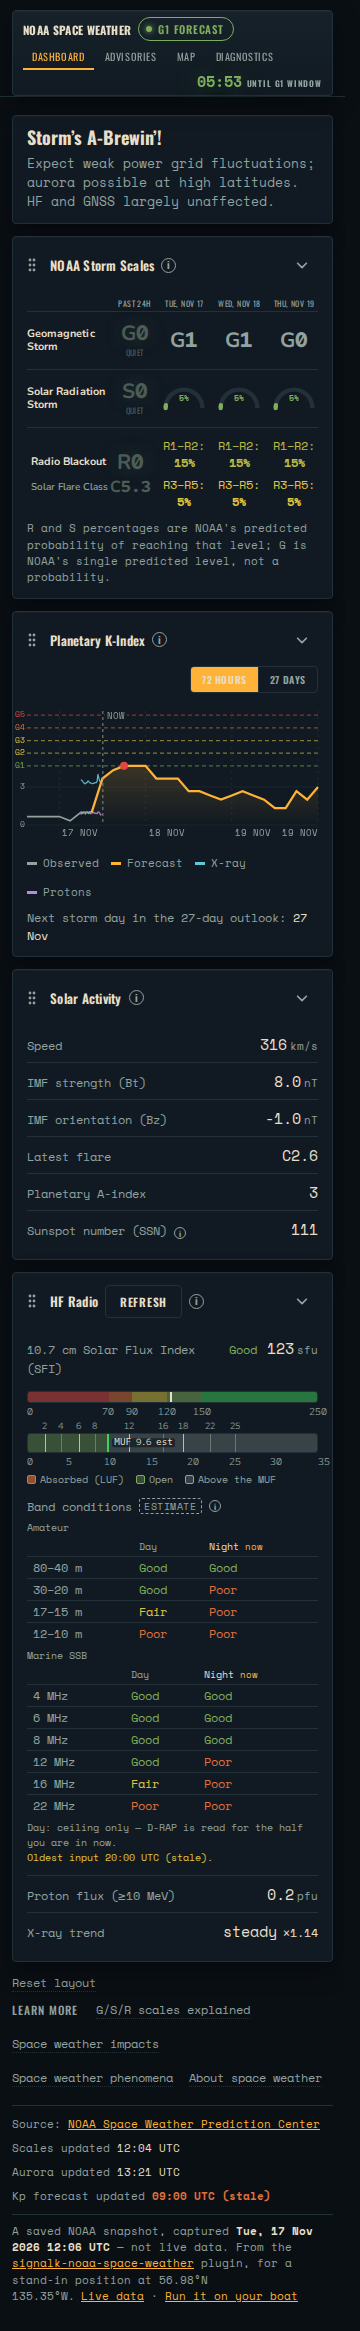 NOAA SPACE WEATHER
G1 FORECAST
DASHBOARD ADVISORIES MAP DIAGNOSTICS
05:53 UNTIL G1 WINDOW
Storm's A-Brewin'!
Expect weak power grid fluctuations;
aurora possible at high latitudes.
HF and GNSS largely unaffected.
NOAA Storm Scales
PAST 24H TUE, NOV 17 WED, NOV 18 THU, NOV 19
Geomagnetic Storm G0 QUIET G1 G1 G0
Solar Radiation Storm S0 QUIET 5% 5% 5%
Radio Blackout R0 R1–R2: 15% R1–R2: 15% R1–R2: 15%
Solar Flare Class C5.3 R3–R5: 5% R3–R5: 5% R3–R5: 5%
R and S percentages are NOAA's predicted
probability of reaching that level; G is
NOAA's single predicted level, not a
probability.
Planetary K-Index
72 HOURS 27 DAYS
G5
G4
G3
G2
G1
3
0
NOW
17 NOV 18 NOV 19 NOV 19 NOV
Observed Forecast X-ray
Protons
Next storm day in the 27-day outlook: 27
Nov
Solar Activity
Speed 316 km/s
IMF strength (Bt) 8.0 nT
IMF orientation (Bz) -1.0 nT
Latest flare C2.6
Planetary A-index 3
Sunspot number (SSN) 111
HF Radio REFRESH
10.7 cm Solar Flux Index Good 123 sfu
(SFI)
0 70 90 120 150 250
2 4 6 8 12 16 18 22 25
MUF 9.6 est
0 5 10 15 20 25 30 35
Absorbed (LUF) Open Above the MUF
Band conditions ESTIMATE
Amateur
Day Night now
80–40 m Good Good
30–20 m Good Poor
17–15 m Fair Poor
12–10 m Poor Poor
Marine SSB
Day Night now
4 MHz Good Good
6 MHz Good Good
8 MHz Good Good
12 MHz Good Poor
16 MHz Fair Poor
22 MHz Poor Poor
Day: ceiling only — D-RAP is read for the half
you are in now.
Oldest input 20:00 UTC (stale).
Proton flux (≥10 MeV) 0.2 pfu
X-ray trend steady ×1.14
Reset layout
LEARN MORE G/S/R scales explained
Space weather impacts
Space weather phenomena About space weather
Source: NOAA Space Weather Prediction Center
Scales updated 12:04 UTC
Aurora updated 13:21 UTC
Kp forecast updated 09:00 UTC (stale)
A saved NOAA snapshot, captured Tue, 17 Nov
2026 12:06 UTC — not live data. From the
signalk-noaa-space-weather plugin, for a
stand-in position at 56.98°N
135.35°W. Live data · Run it on your boat